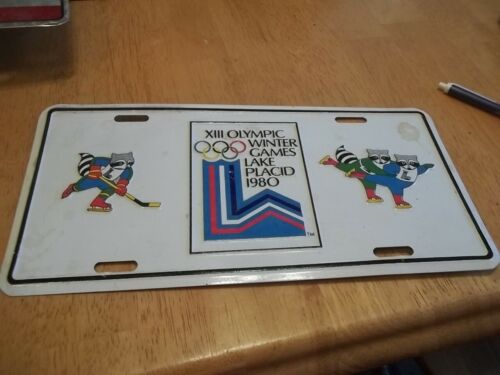 XIII OLYMPIC
WINTER
GAMES
LAKE
PLACID
1980
TM